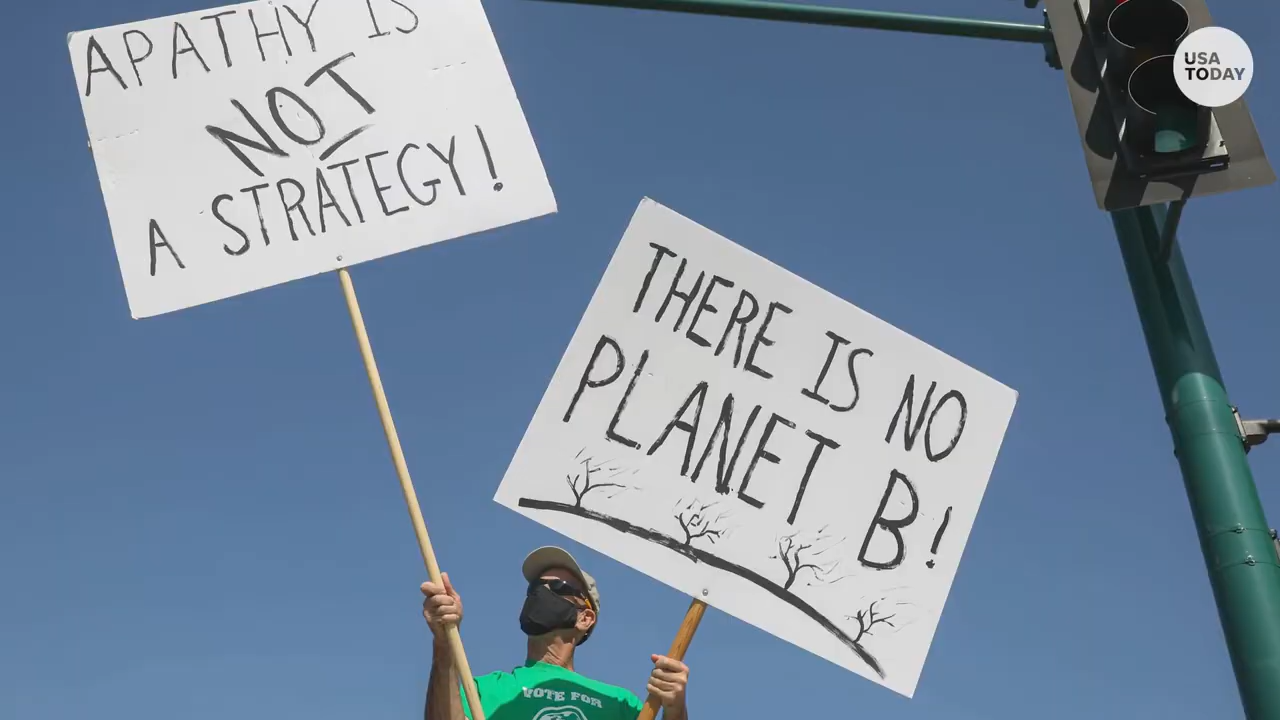 APATHY IS
NOT
A STRATEGY!
THERE IS NO
PLANET B!
VOTE FOR
USA
TODAY